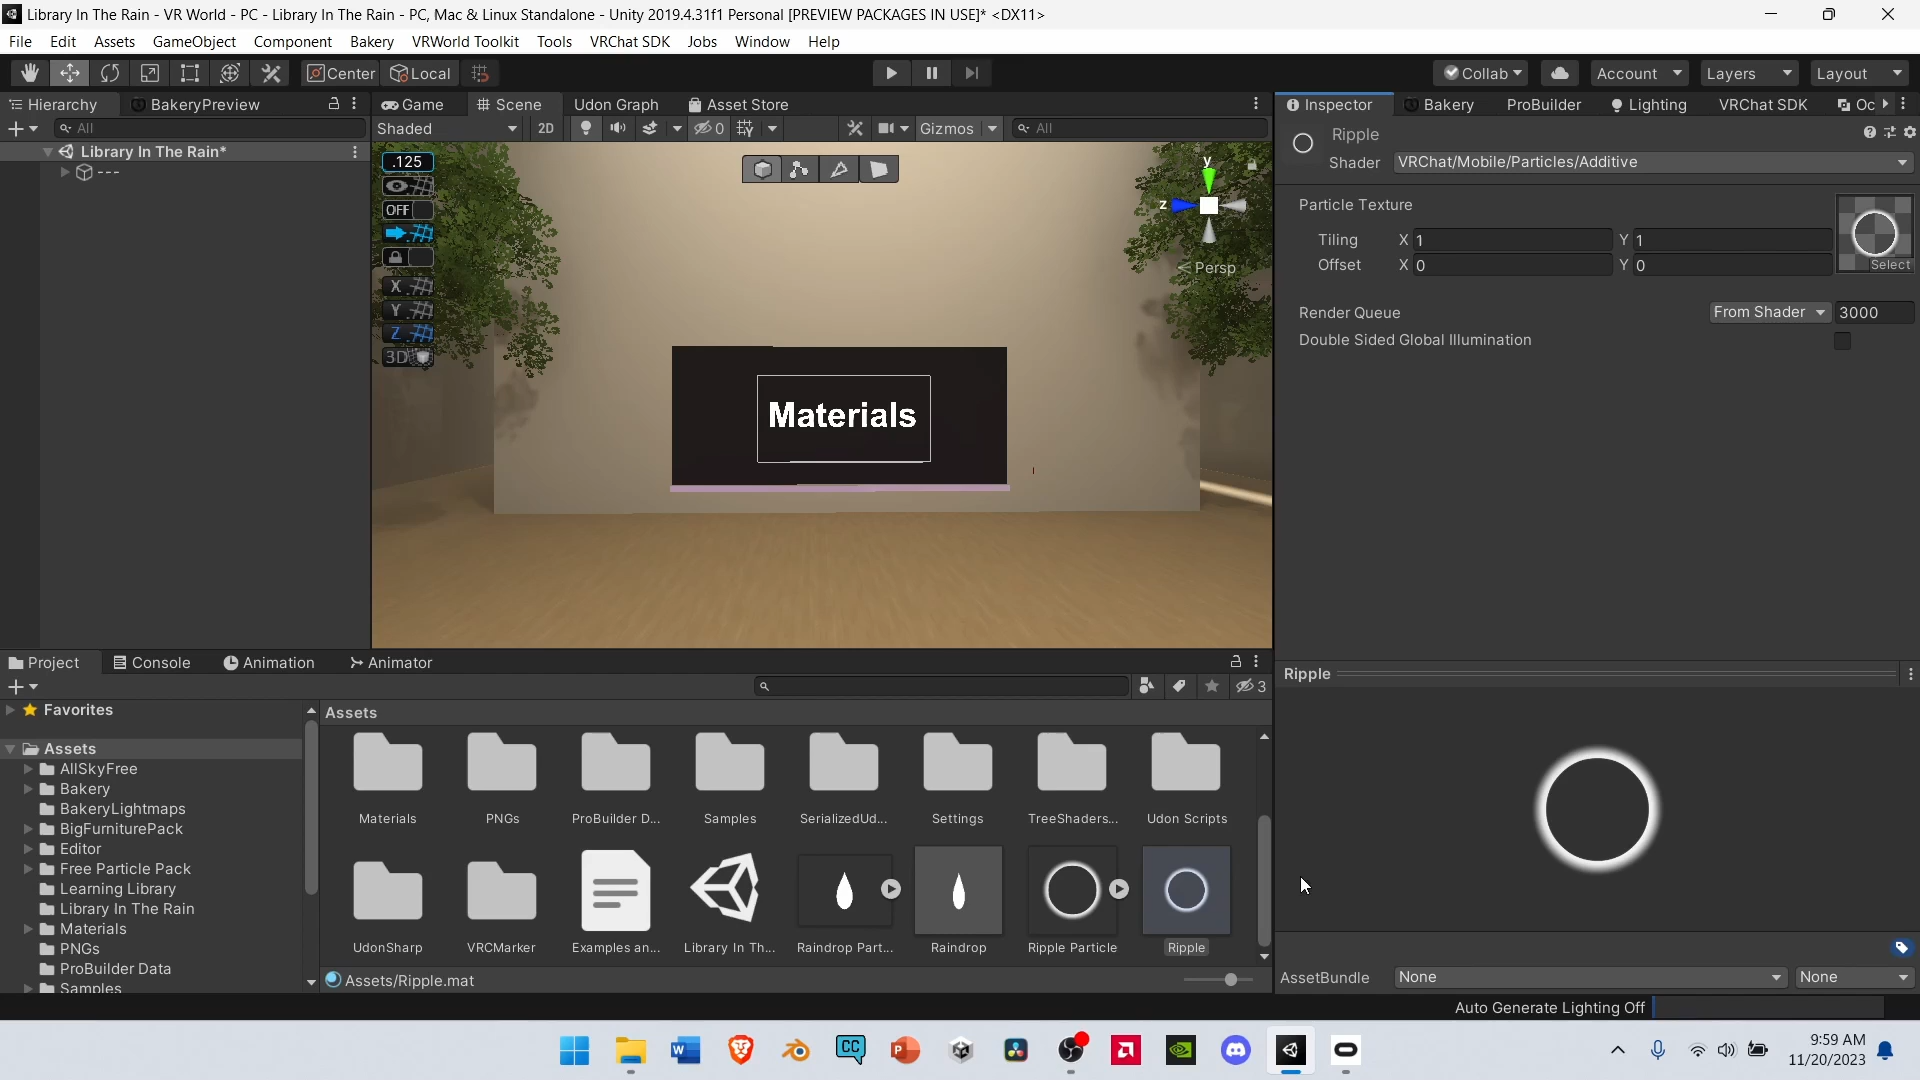 Library In The Rain - VR World - PC - Library In The Rain - PC, Mac & Linux Standalone - Unity 2019.4.31f1 Personal [PREVIEW PACKAGES IN USE]* <DX11>
File Edit Assets GameObject Component Bakery VRWorld Toolkit Tools VRChat SDK Jobs Window Help
Center Local Collab Account Layers Layout
Hierarchy BakeryPreview Game Scene Udon Graph Asset Store Inspector Bakery ProBuilder Lighting VRChat SDK Oc
All Shaded 2D 0 Gizmos All
Library In The Rain*
---
.125
OFF
X
Y
Z
3D
y
z
Persp
Materials
Ripple
Shader VRChat/Mobile/Particles/Additive
Particle Texture
Tiling X 1 Y 1
Offset X 0 Y 0
Select
Render Queue From Shader 3000
Double Sided Global Illumination
Project Console Animation Animator
3
Favorites
Assets
AllSkyFree
Bakery
BakeryLightmaps
BigFurniturePack
Editor
Free Particle Pack
Learning Library
Library In The Rain
Materials
PNGs
ProBuilder Data
Samples
Assets
Materials PNGs ProBuilder D... Samples SerializedUd... Settings TreeShaders... Udon Scripts
UdonSharp VRCMarker Examples an... Library In Th... Raindrop Part... Raindrop Ripple Particle Ripple
Assets/Ripple.mat
Ripple
AssetBundle None None
Auto Generate Lighting Off
W CC P
9:59 AM
11/20/2023